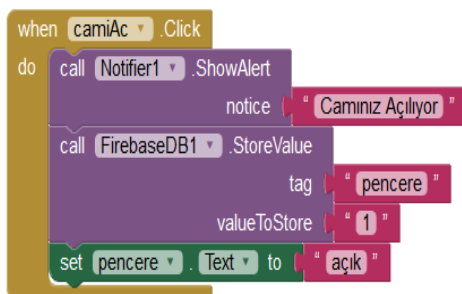 when camiAc .Click
do call Notifier1 .ShowAlert
notice " Camınız Açılıyor "
call FirebaseDB1 .StoreValue
tag " pencere "
valueToStore " 1 "
set pencere . Text to " açık "